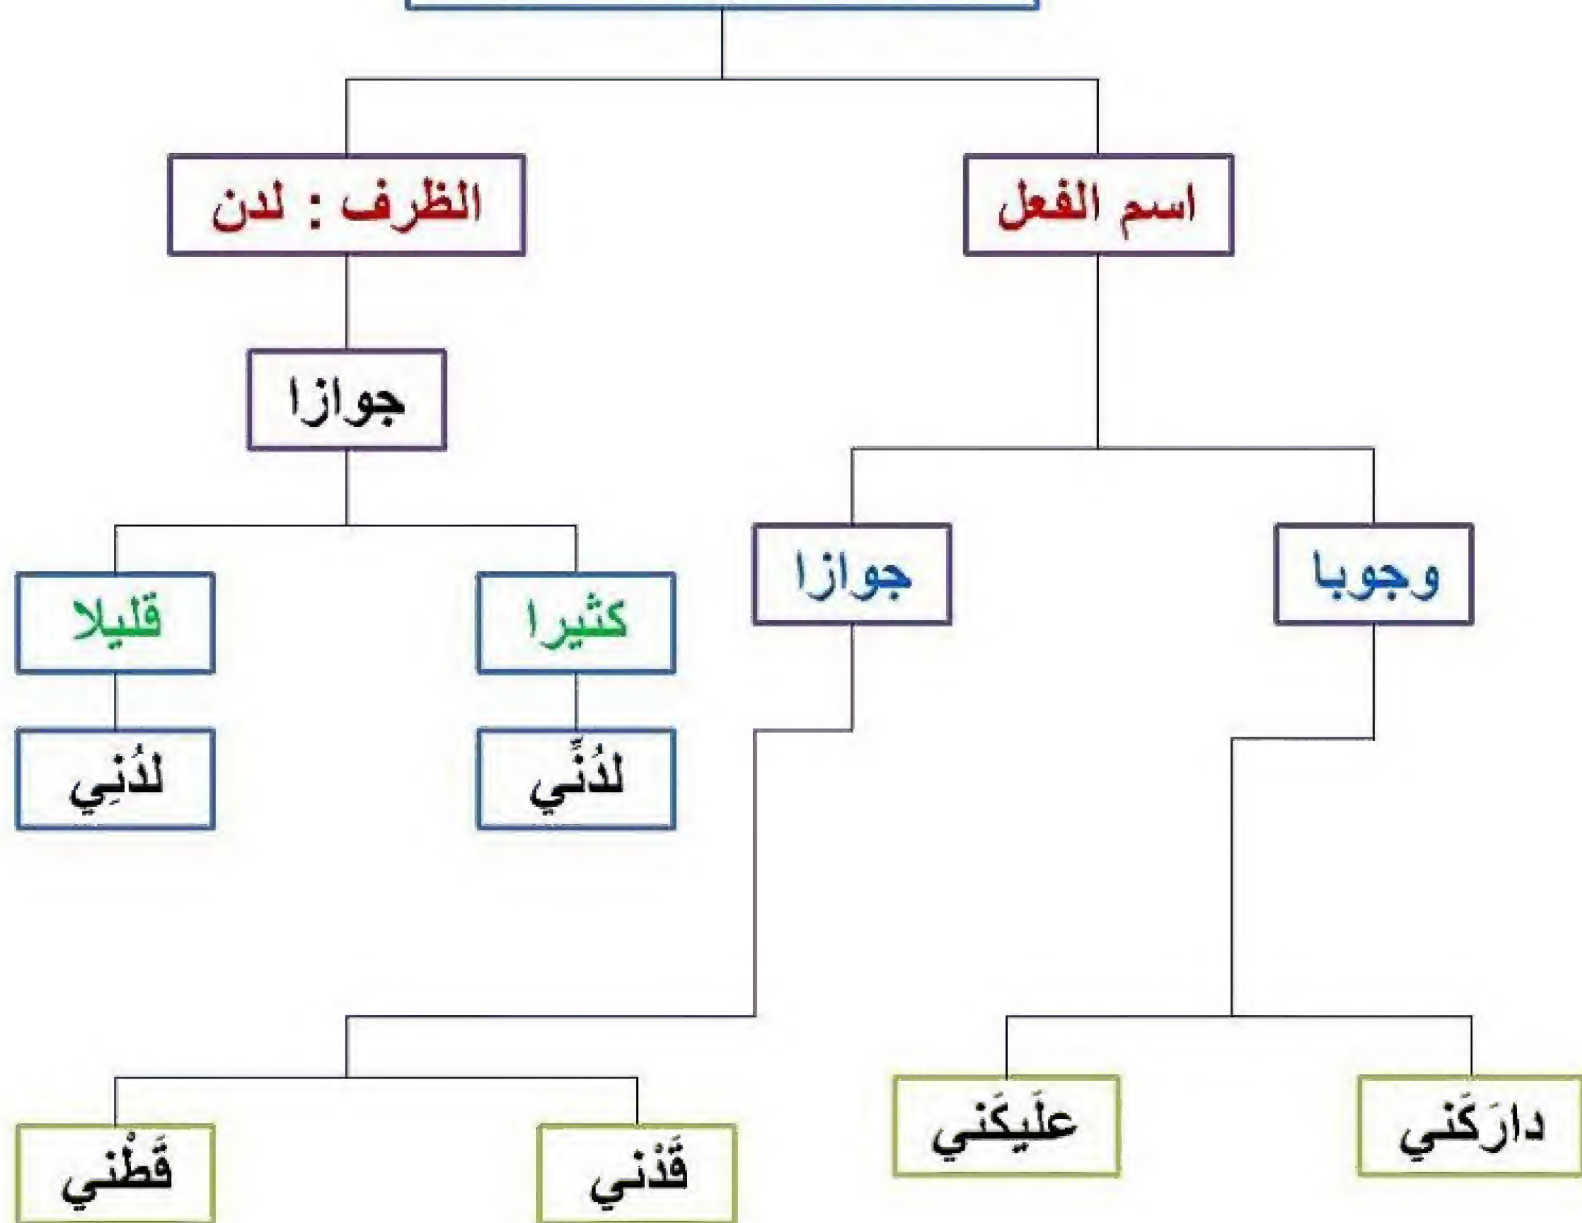 اسم الفعل
الظرف : لدن
جوازا
وجوبا
جوازا
كثيرا
قليلا
لدُنَّي
لدُنِي
دارَكَني
علَيكَني
قَدْني
قَطْني